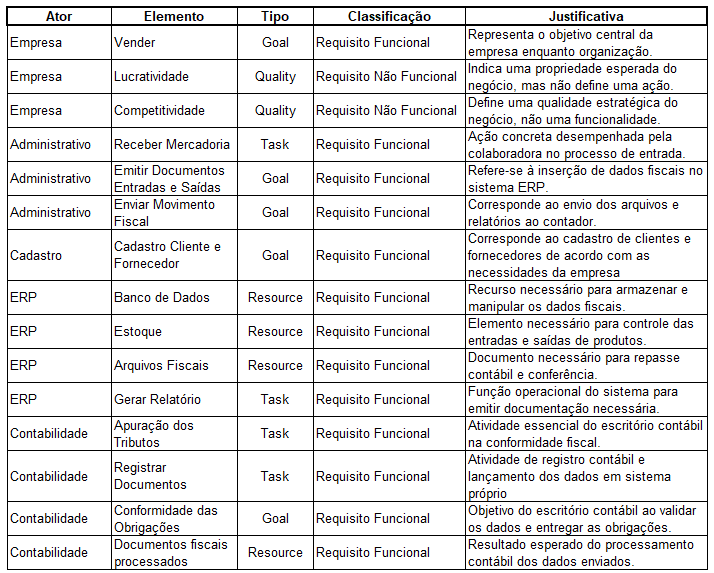 Ator Elemento Tipo Classificação Justificativa
Empresa Vender Goal Requisito Funcional Representa o objetivo central da
empresa enquanto organização.
Empresa Lucratividade Quality Requisito Não Funcional Indica uma propriedade esperada do
negócio, mas não define uma ação.
Empresa Competitividade Quality Requisito Não Funcional Define uma qualidade estratégica do
negócio, não uma funcionalidade.
Administrativo Receber Mercadoria Task Requisito Funcional Ação concreta desempenhada pela
colaboradora no processo de entrada.
Administrativo Emitir Documentos
Entradas e Saídas Goal Requisito Funcional Refere-se à inserção de dados fiscais no
sistema ERP.
Administrativo Enviar Movimento
Fiscal Goal Requisito Funcional Corresponde ao envio dos arquivos e
relatórios ao contador.
Cadastro Cadastro Cliente e
Fornecedor Goal Requisito Funcional Corresponde ao cadastro de clientes e
fornecedores de acordo com as
necessidades da empresa
ERP Banco de Dados Resource Requisito Funcional Recurso necessário para armazenar e
manipular os dados fiscais.
ERP Estoque Resource Requisito Funcional Elemento necessário para controle das
entradas e saídas de produtos.
ERP Arquivos Fiscais Resource Requisito Funcional Documento necessário para repasse
contábil e conferência.
ERP Gerar Relatório Task Requisito Funcional Função operacional do sistema para
emitir documentação necessária.
Contabilidade Apuração dos
Tributos Task Requisito Funcional Atividade essencial do escritório contábil
na conformidade fiscal.
Contabilidade Registrar
Documentos Task Requisito Funcional Atividade de registro contábil e
lançamento dos dados em sistema
próprio
Contabilidade Conformidade das
Obrigações Goal Requisito Funcional Objetivo do escritório contábil ao validar
os dados e entregar as obrigações.
Contabilidade Documentos fiscais
processados Resource Requisito Funcional Resultado esperado do processamento
contábil dos dados enviados.